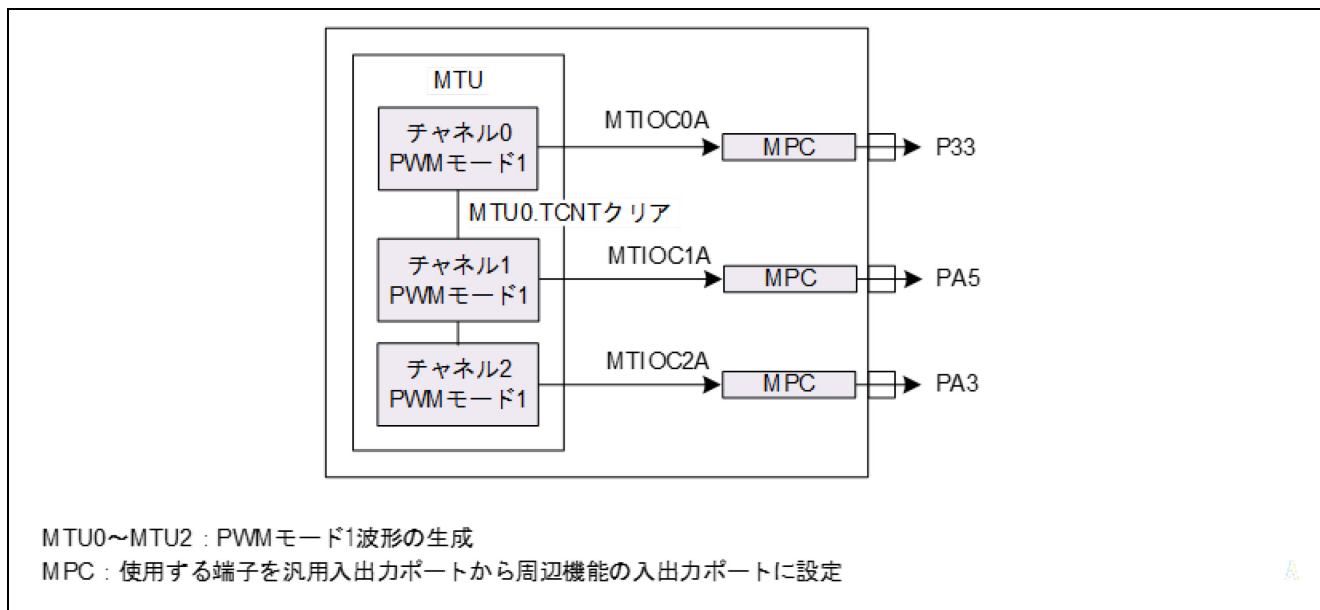 MTU
チャネル0
PWMモード1
MTIOC0A
MPC
P33
MTU0.TCNTクリア
チャネル1
PWMモード1
MTIOC1A
MPC
PA5
チャネル2
PWMモード1
MTIOC2A
MPC
PA3
MTU0～MTU2：PWMモード1波形の生成
MPC：使用する端子を汎用入出力ポートから周辺機能の入出力ポートに設定
A